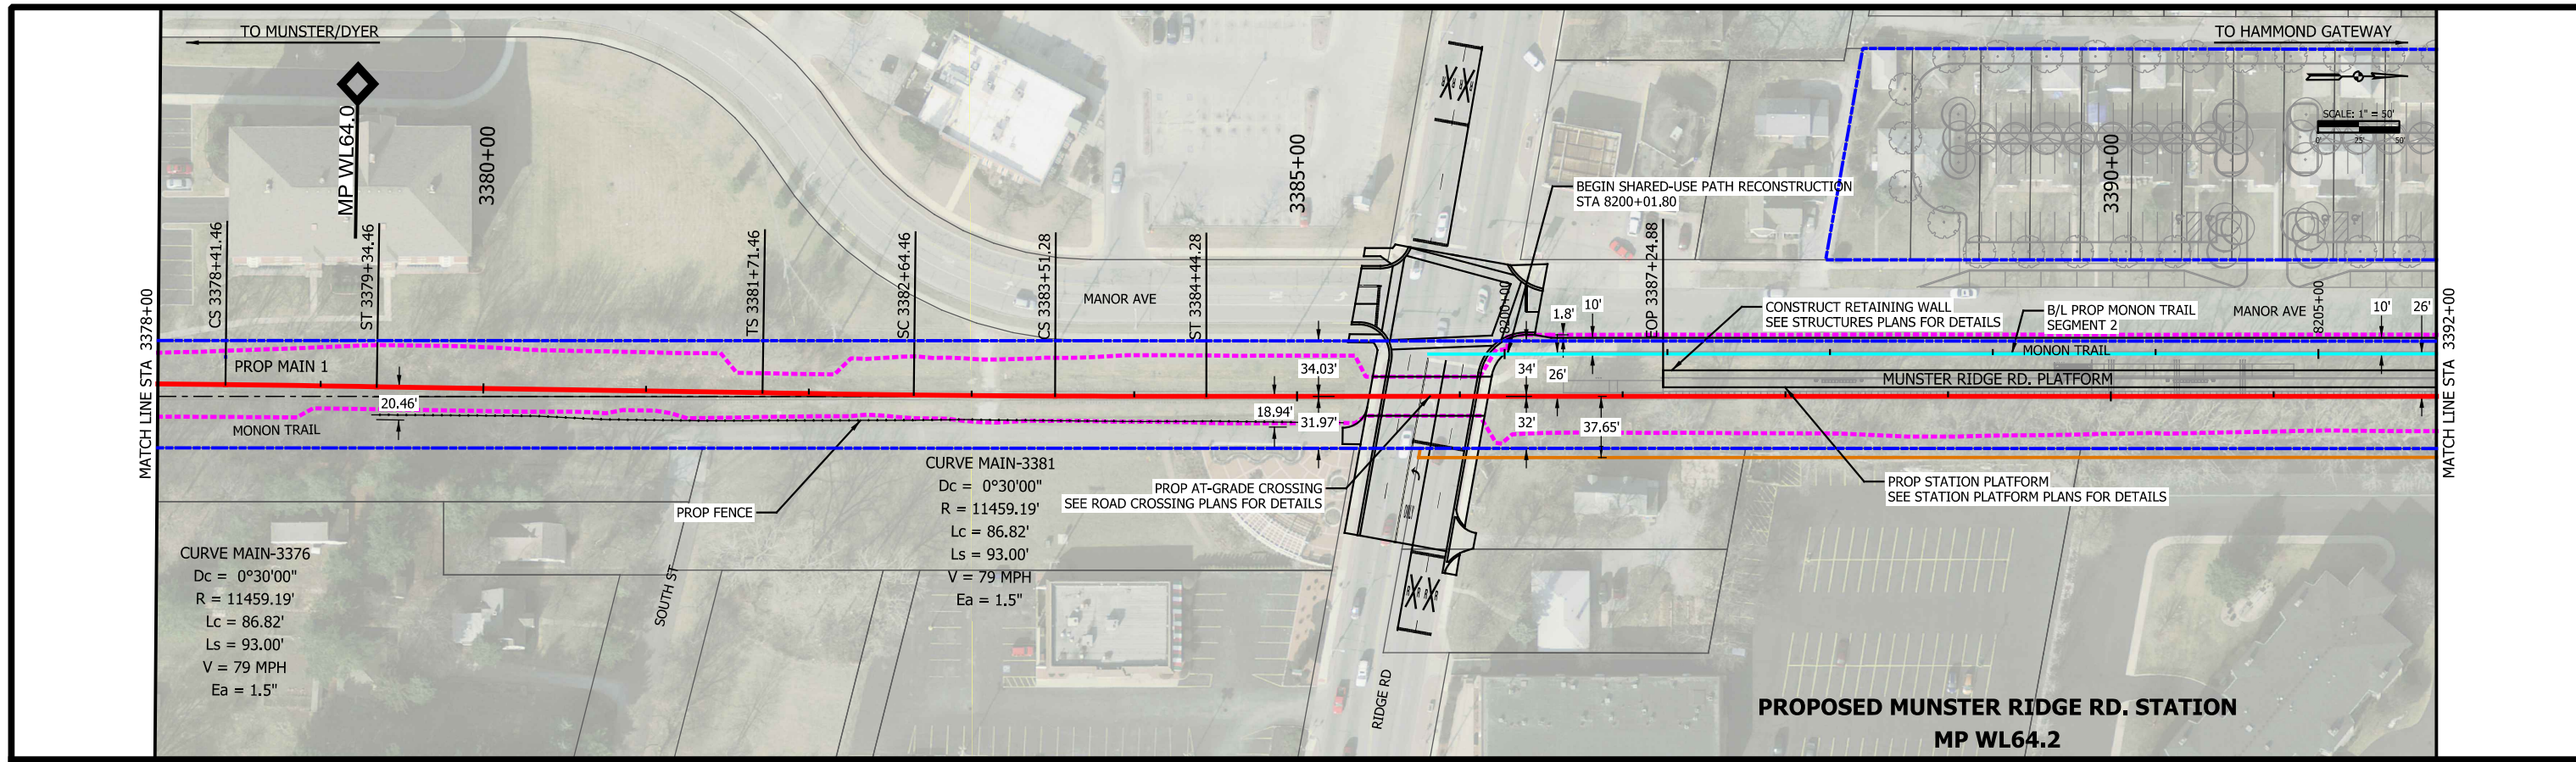 TO MUNSTER/DYER
TO HAMMOND GATEWAY
SCALE: 1" = 50'
0' 25' 50'
MP WL64.0
3380+00
3385+00
3390+00
BEGIN SHARED-USE PATH RECONSTRUCTION
STA 8200+01.80
MATCH LINE STA 3378+00
CS 3378+41.46
ST 3379+34.46
TS 3381+71.46
SC 3382+64.46
CS 3383+51.28
ST 3384+44.28
MANOR AVE
8200+00
EOP 3387+24.88
1.8'
10'
CONSTRUCT RETAINING WALL
SEE STRUCTURES PLANS FOR DETAILS
B/L PROP MONON TRAIL
SEGMENT 2
MANOR AVE
8205+00
10'
26'
MATCH LINE STA 3392+00
PROP MAIN 1
MONON TRAIL
34.03'
34'
26'
MUNSTER RIDGE RD. PLATFORM
20.46'
18.94'
31.97'
32'
37.65'
MONON TRAIL
PROP FENCE
PROP AT-GRADE CROSSING
SEE ROAD CROSSING PLANS FOR DETAILS
PROP STATION PLATFORM
SEE STATION PLATFORM PLANS FOR DETAILS
CURVE MAIN-3381
Dc = 0°30'00"
R = 11459.19'
Lc = 86.82'
Ls = 93.00'
V = 79 MPH
Ea = 1.5"
CURVE MAIN-3376
Dc = 0°30'00"
R = 11459.19'
Lc = 86.82'
Ls = 93.00'
V = 79 MPH
Ea = 1.5"
SOUTH ST
RIDGE RD
PROPOSED MUNSTER RIDGE RD. STATION
MP WL64.2